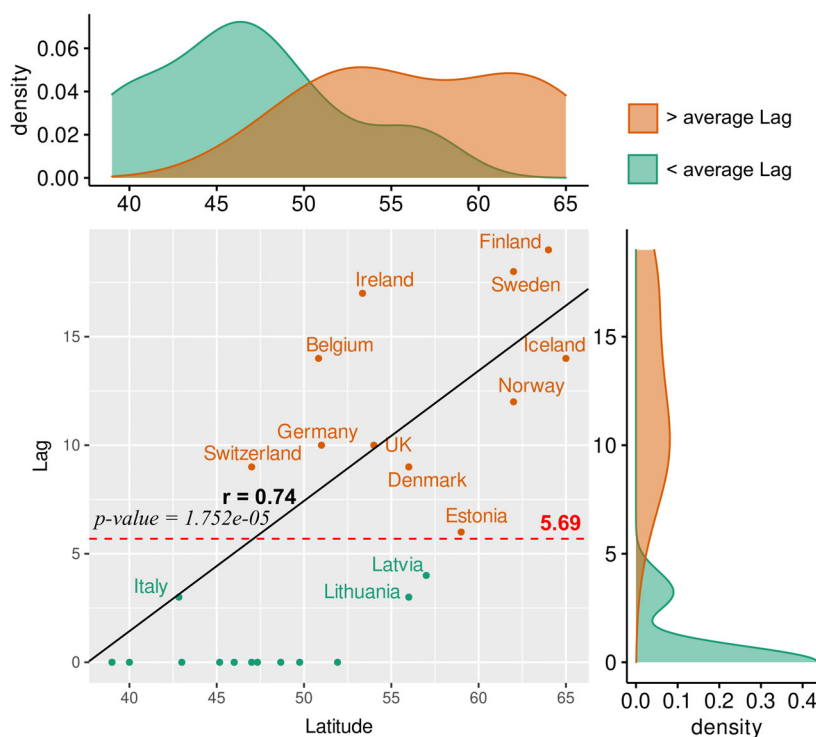 density
0.06
0.04
0.02
0.00
40 45 50 55 60 65
> average Lag
< average Lag
Lag
15
10
5
0
Finland
Sweden
Ireland
Belgium
Iceland
Norway
Germany
UK
Switzerland
Denmark
r = 0.74
p-value = 1.752e-05
Estonia
5.69
Latvia
Italy
Lithuania
40 45 50 55 60 65
Latitude
15
10
5
0
0.0 0.1 0.2 0.3 0.4
density